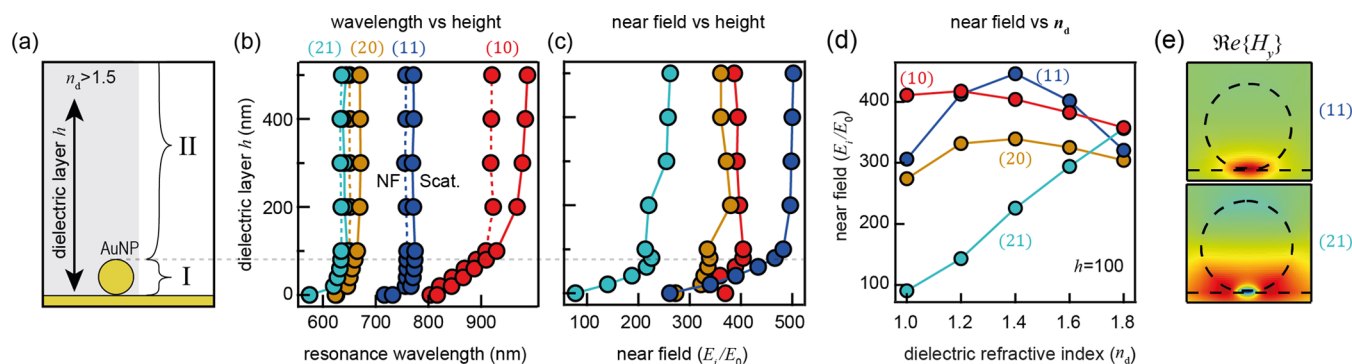 (a)
n_d>1.5
dielectric layer h
II
AuNP
I
wavelength vs height
(b)
(21) (20) (11) (10)
dielectric layer h (nm)
400
200
0
NF Scat.
600 700 800 900
resonance wavelength (nm)
near field vs height
(c)
100 200 300 400 500
near field (E_i/E_0)
near field vs n_d
(d)
near field (E_i/E_0)
400
300
200
100
(10)
(11)
(20)
(21)
h=100
1.0 1.2 1.4 1.6 1.8
dielectric refractive index (n_d)
(e)
ℜe{H_y}
(11)
(21)